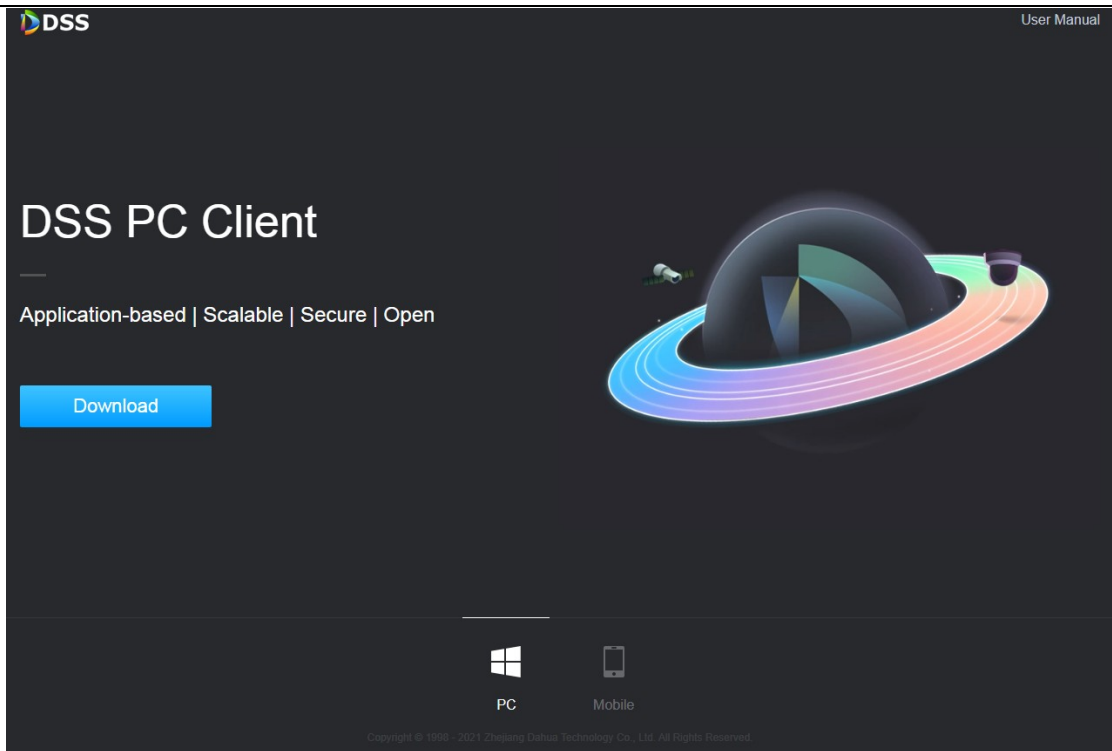 DSS
User Manual
DSS PC Client
Application-based | Scalable | Secure | Open
Download
PC
Mobile
Copyright © 1998 - 2021 Zhejiang Dahua Technology Co., Ltd. All Rights Reserved.